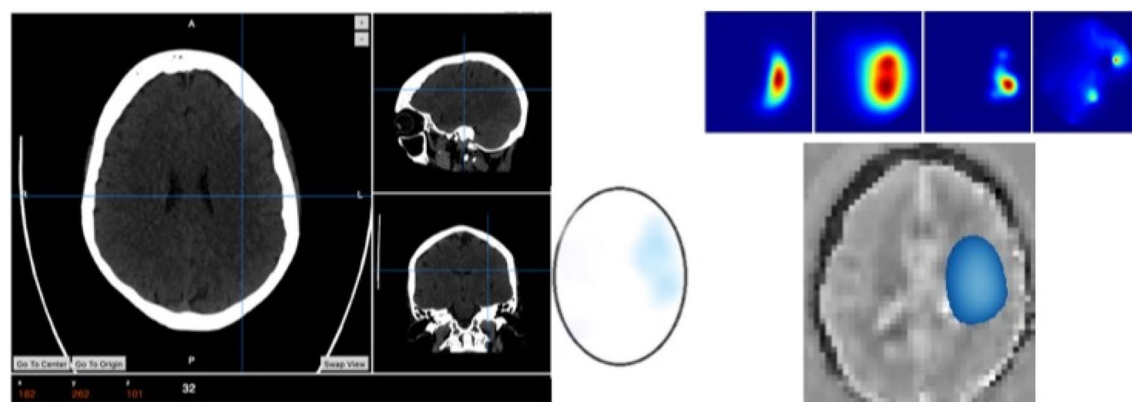 A
+
-
R
L
Go To Center Go To Origin
P
Swap View
x y z
182 262 101
32